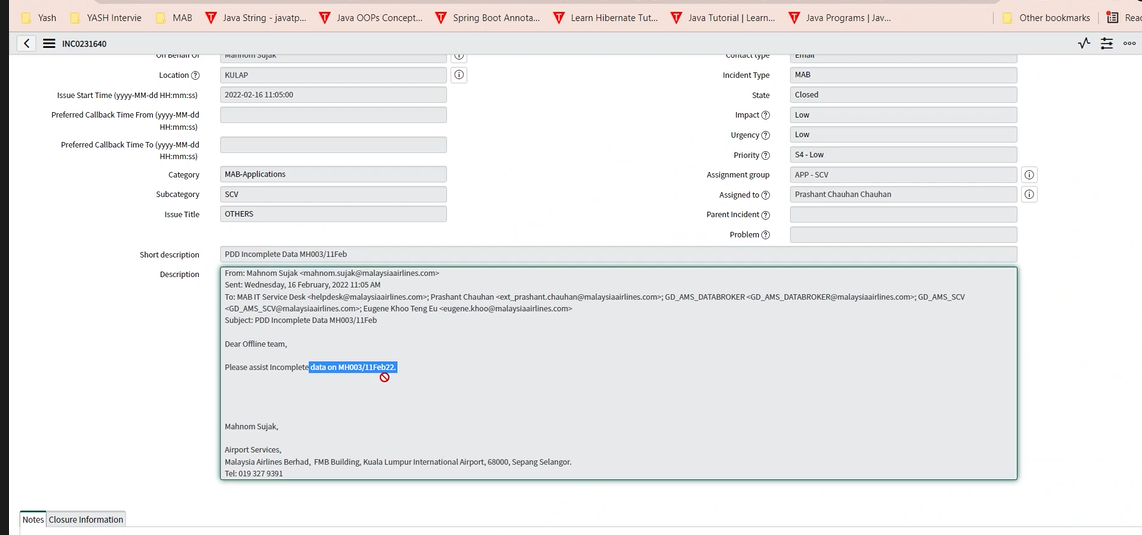 Yash YASH Intervie MAB Java String - javatp... Java OOPs Concept... Spring Boot Annota... Learn Hibernate Tut... Java Tutorial | Learn... Java Programs | Jav... Other bookmarks Reac
INC0231640
On Behalf Of Mahnom Sujak Contact type Email
Location KULAP Incident Type MAB
Issue Start Time (yyyy-MM-dd HH:mm:ss) 2022-02-16 11:05:00 State Closed
Preferred Callback Time From (yyyy-MM-dd Impact Low
HH:mm:ss) Urgency Low
Preferred Callback Time To (yyyy-MM-dd Priority S4 - Low
HH:mm:ss)
Category MAB-Applications Assignment group APP - SCV
Subcategory SCV Assigned to Prashant Chauhan Chauhan
Issue Title OTHERS Parent Incident
Problem
Short description PDD Incomplete Data MH003/11Feb
Description From: Mahnom Sujak <mahnom.sujak@malaysiaairlines.com>
Sent: Wednesday, 16 February, 2022 11:05 AM
To: MAB IT Service Desk <helpdesk@malaysiaairlines.com>; Prashant Chauhan <ext_prashant.chauhan@malaysiaairlines.com>; GD_AMS_DATABROKER <GD_AMS_DATABROKER@malaysiaairlines.com>; GD_AMS_SCV
<GD_AMS_SCV@malaysiaairlines.com>; Eugene Khoo Teng Eu <eugene.khoo@malaysiaairlines.com>
Subject: PDD Incomplete Data MH003/11Feb
Dear Offline team,
Please assist Incomplete data on MH003/11Feb22.
Mahnom Sujak,
Airport Services,
Malaysia Airlines Berhad, FMB Building, Kuala Lumpur International Airport, 68000, Sepang Selangor.
Tel: 019 327 9391
Notes Closure Information